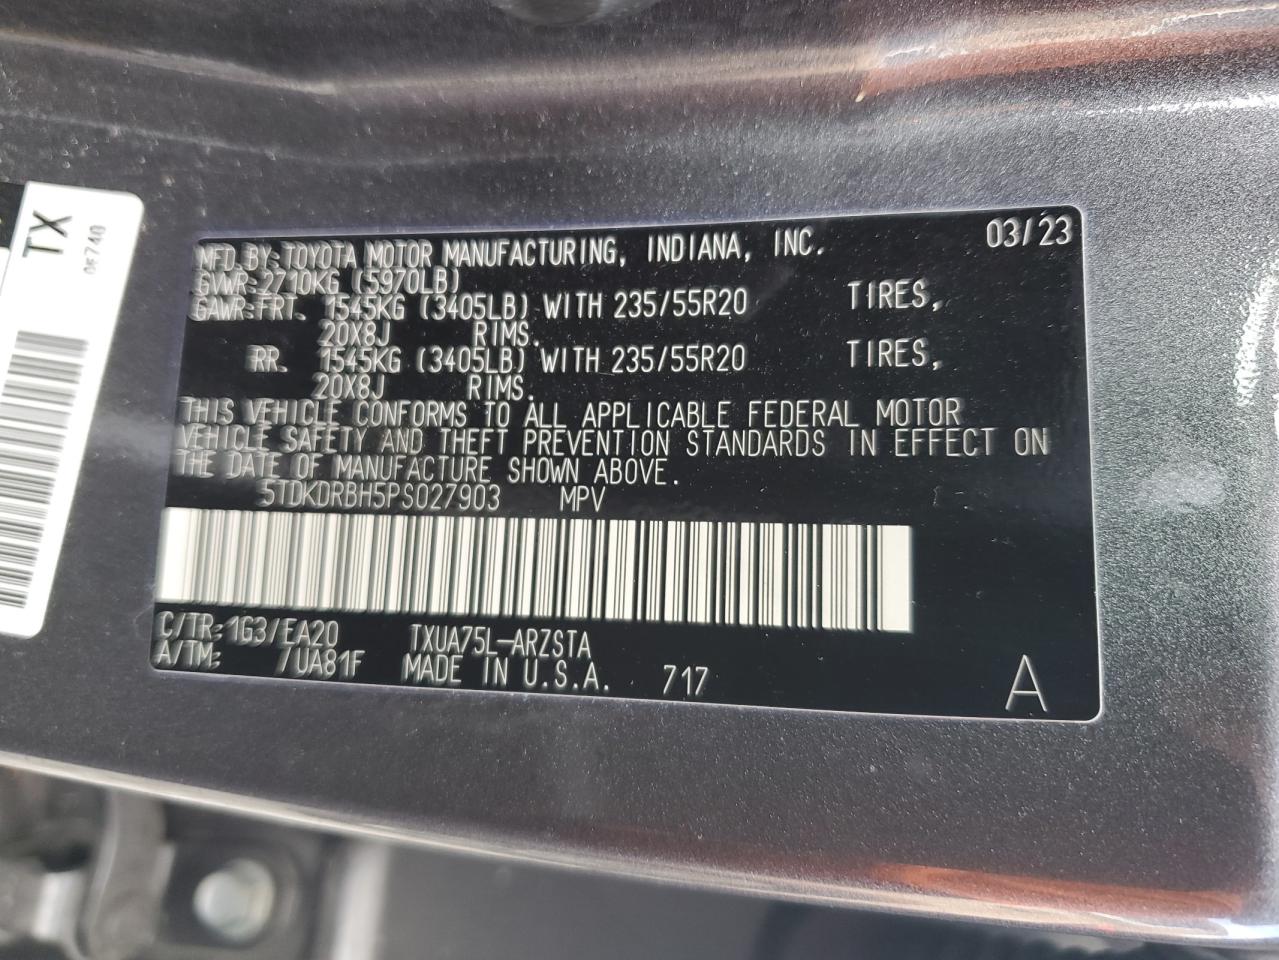 TX
0F740
MFD BY: TOYOTA MOTOR MANUFACTURING, INDIANA, INC. 03/23
GVWR: 2710KG (5970LB)
GAWR: FRT. 1545KG (3405LB) WITH 235/55R20 TIRES,
20X8J RIMS.
RR. 1545KG (3405LB) WITH 235/55R20 TIRES,
20X8J RIMS.
THIS VEHICLE CONFORMS TO ALL APPLICABLE FEDERAL MOTOR
VEHICLE SAFETY AND THEFT PREVENTION STANDARDS IN EFFECT ON
THE DATE OF MANUFACTURE SHOWN ABOVE.
5TDKDRBH5PS027903 MPV
C/TR: 1G3/EA20 TXUA75L-ARZSTA
A/TM: /UA81F MADE IN U.S.A. 717 A